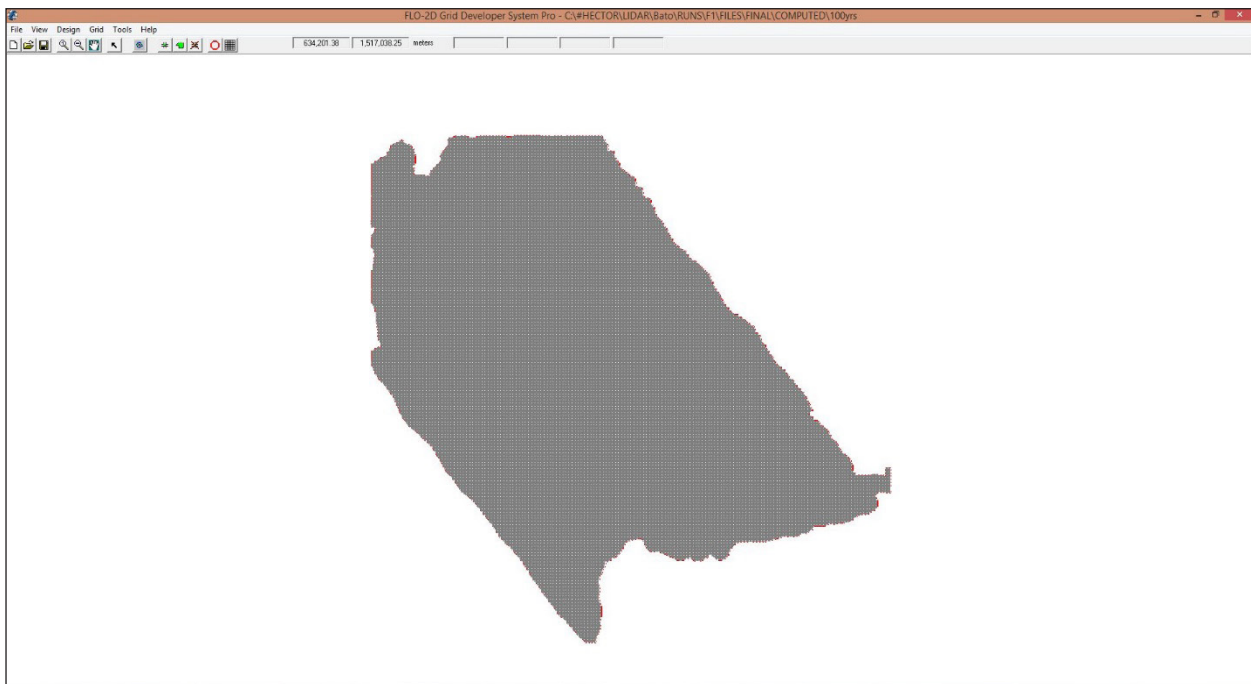 FLO-2D Grid Developer System Pro - C:\#HECTOR\LIDAR\Bato\RUNS\F1\FILES\FINAL\COMPUTED\100yrs
File View Design Grid Tools Help
634,201.38 1,517,038.25 meters